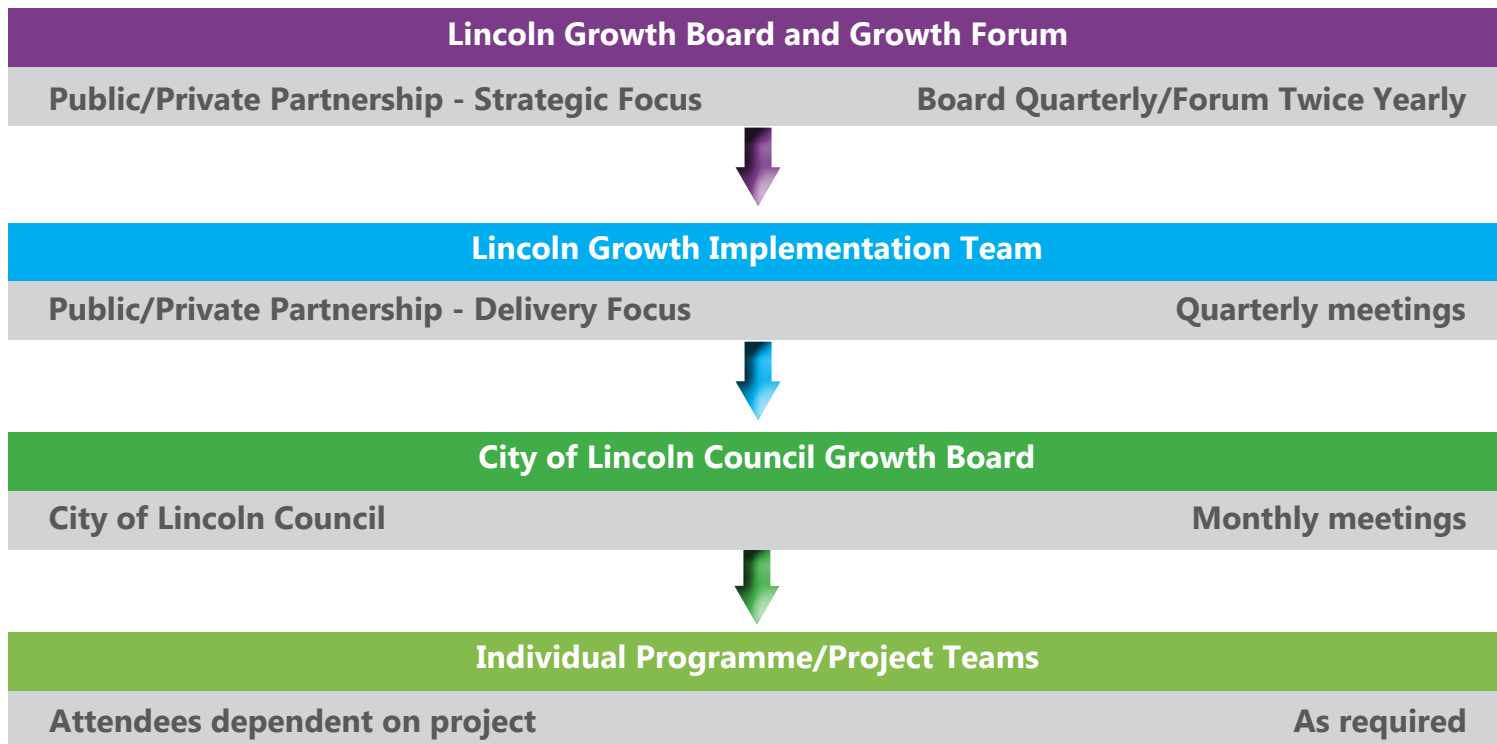 Lincoln Growth Board and Growth Forum
Public/Private Partnership - Strategic Focus Board Quarterly/Forum Twice Yearly
Lincoln Growth Implementation Team
Public/Private Partnership - Delivery Focus Quarterly meetings
City of Lincoln Council Growth Board
City of Lincoln Council Monthly meetings
Individual Programme/Project Teams
Attendees dependent on project As required